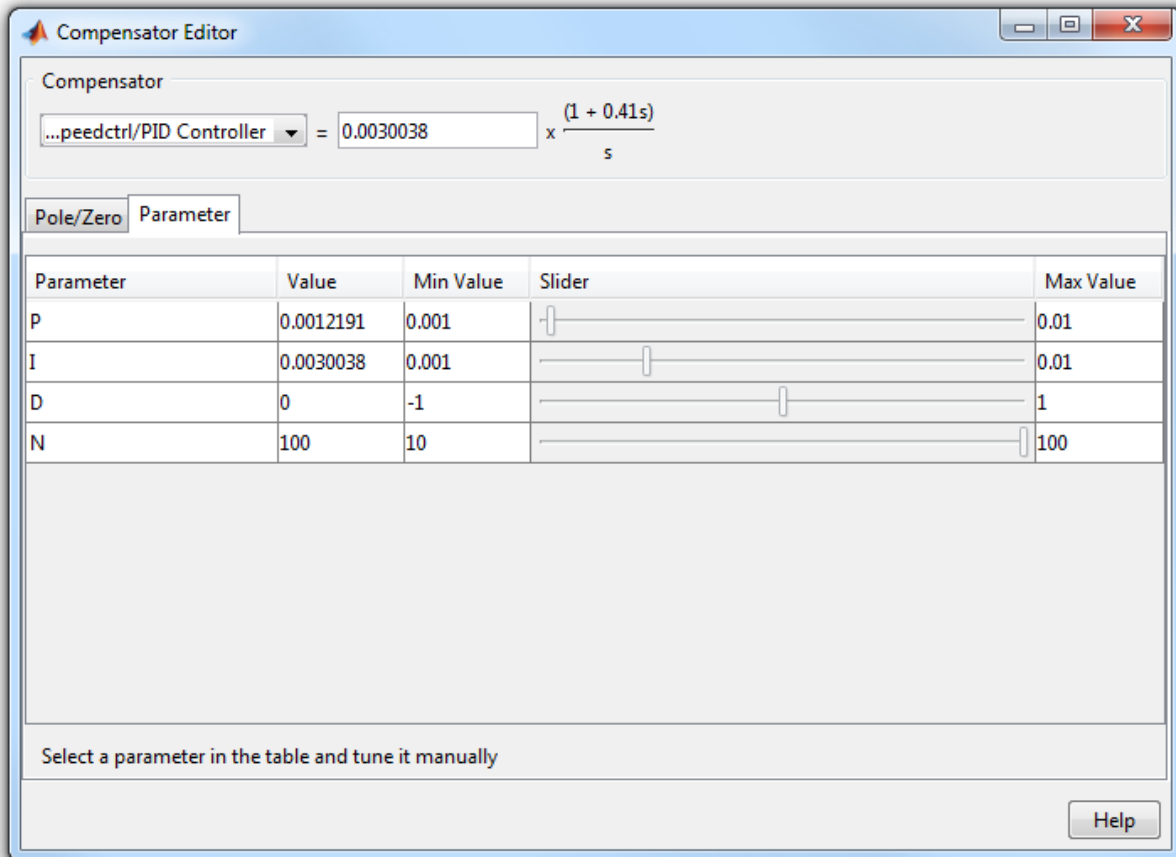 Compensator Editor
Compensator
...peedctrl/PID Controller = 0.0030038 x (1 + 0.41s)
s
Pole/Zero Parameter
Parameter Value Min Value Slider Max Value
P 0.0012191 0.001 0.01
I 0.0030038 0.001 0.01
D 0 -1 1
N 100 10 100
Select a parameter in the table and tune it manually
Help